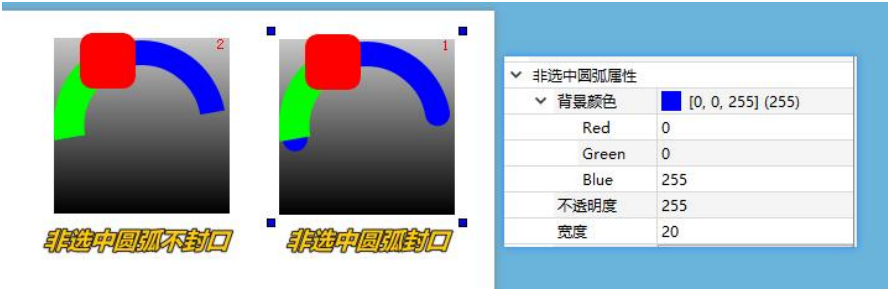 2
1
非选中圆弧不封口
非选中圆弧封口
非选中圆弧属性
背景颜色 [0, 0, 255] (255)
Red 0
Green 0
Blue 255
不透明度 255
宽度 20